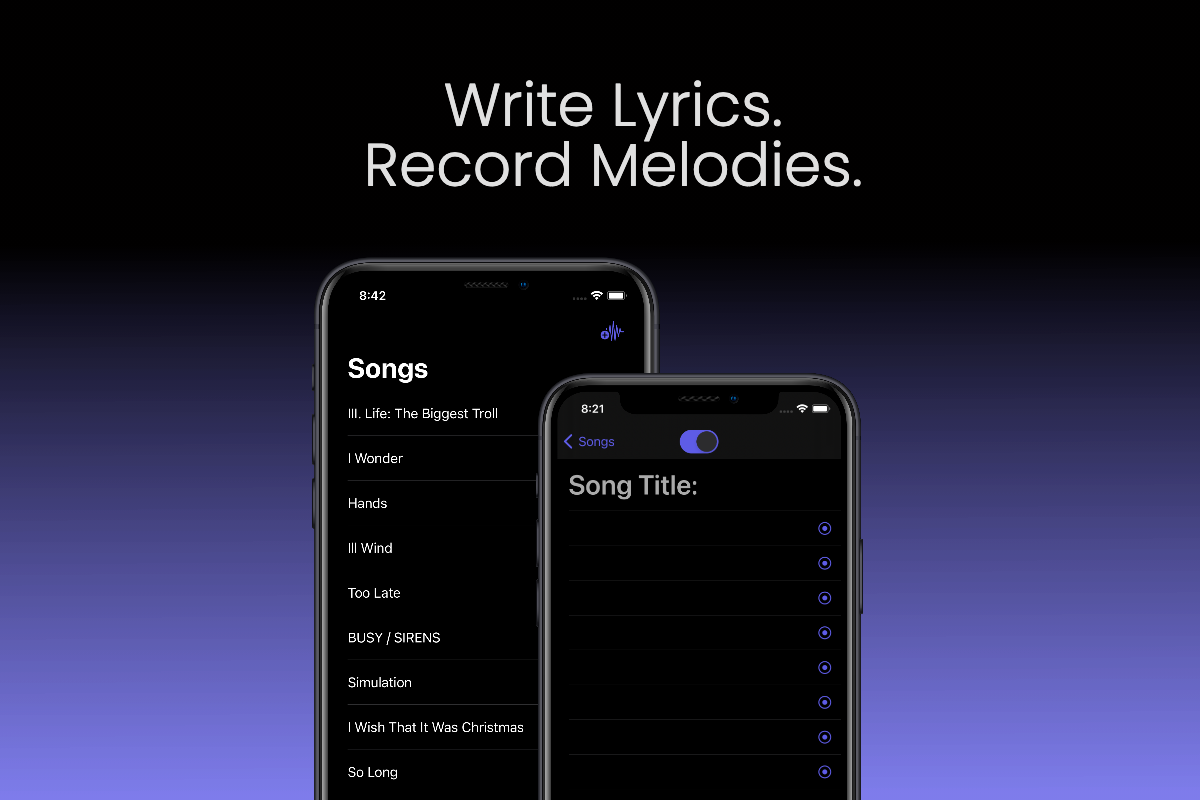 Write Lyrics.
Record Melodies.
8:42
Songs
III. Life: The Biggest Troll
I Wonder
Hands
Ill Wind
Too Late
BUSY / SIRENS
Simulation
I Wish That It Was Christmas
So Long
8:21
Songs
Song Title: